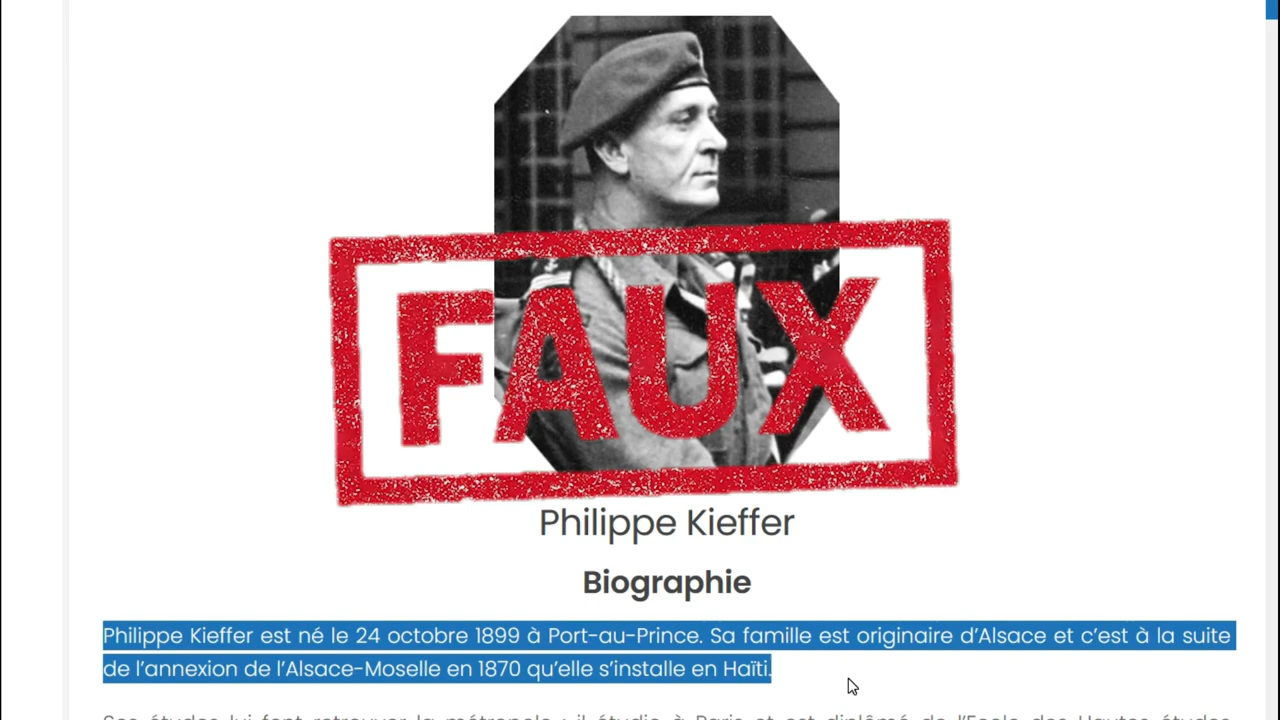 FAUX
Philippe Kieffer
Biographie
Philippe Kieffer est né le 24 octobre 1899 à Port-au-Prince. Sa famille est originaire d’Alsace et c’est à la suite
de l’annexion de l’Alsace-Moselle en 1870 qu’elle s’installe en Haïti.